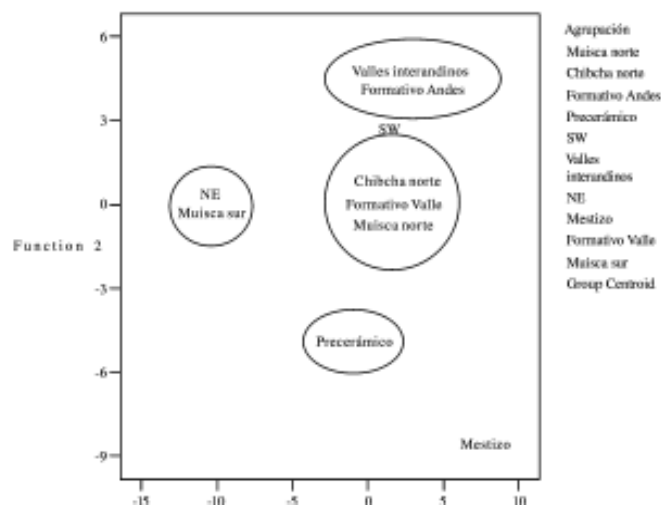 6
3
0
-3
-6
-9
Function 2
Valles interandinos
Formativo Andes
SW
NE
Muisca sur
Chibcha norte
Formativo Valle
Muisca norte
Precerámico
Mestizo
-15
-10
-5
0
5
10
Agrupación
Muisca norte
Chibcha norte
Formativo Andes
Precerámico
SW
Valles
interandinos
NE
Mestizo
Formativo Valle
Muisca sur
Group Centroid